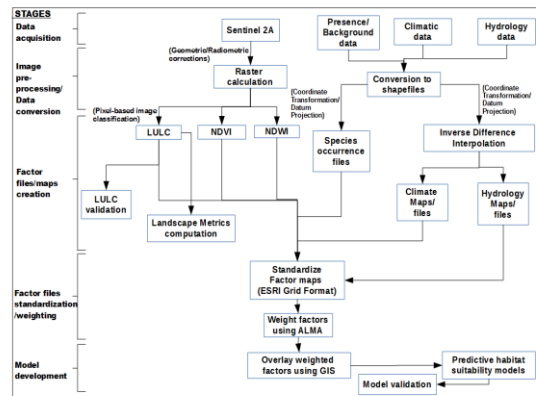 STAGES
Data
acquisition
Sentinel 2A
Presence/
Background
data
Climatic
data
Hydrology
data
Image
pre-
processing/
Data
conversion
(Geometric/Radiometric
corrections)
Raster
calculation
Conversion to
shapefiles
(Coordinate
Transformation/
Datum
Projection)
(Coordinate
Transformation/
Datum
Projection)
(Pixel-based image
classification)
Factor
files/maps
creation
LULC
NDVI
NDWI
Species
occurrence
files
Inverse Difference
Interpolation
LULC
validation
Landscape Metrics
computation
Climate
Maps/
files
Hydrology
Maps/
files
Factor files
standardization
/weighting
Standardize
Factor maps
(ESRI Grid Format)
Weight factors
using ALMA
Model
development
Overlay weighted
factors using GIS
Predictive habitat
suitability models
Model validation